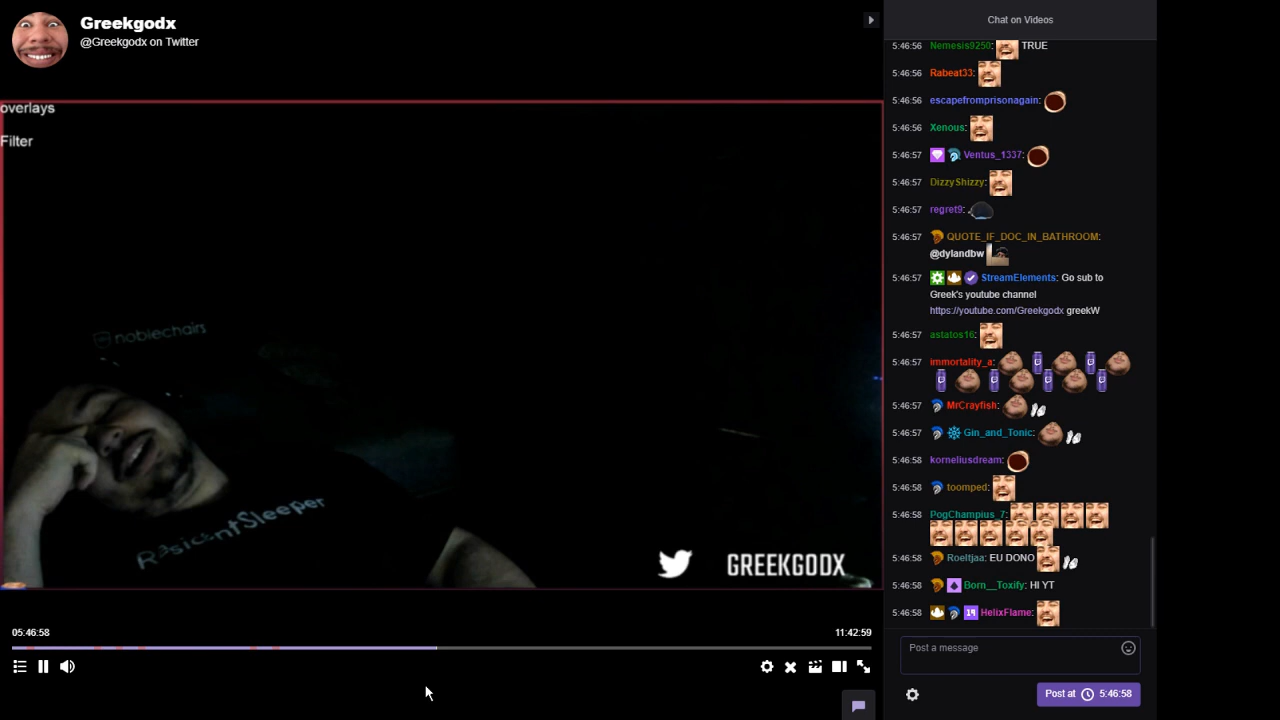 Greekgodx
@Greekgodx on Twitter
overlays
Filter
noblechairs
ResidentSleeper
GREEKGODX
05:46:58
11:42:59
Chat on Videos
5:46:56 Nemesis9250: TRUE
5:46:56 Rabeat33:
5:46:56 escapefromprisonagain:
5:46:56 Xenous:
5:46:57 Ventus_1337:
5:46:57 DizzyShizzy:
5:46:57 regret9:
5:46:57 QUOTE_IF_DOC_IN_BATHROOM:
@dylandbw
5:46:57 StreamElements: Go sub to
Greek's youtube channel
https://youtube.com/Greekgodx greekW
5:46:57 astatos16:
5:46:57 immortality_a:
5:46:57 MrCrayfish:
5:46:57 Gin_and_Tonic:
5:46:58 korneliusdream:
5:46:58 toomped:
5:46:58 PogChampius_7:
5:46:58 Roeltjaa: EU DONO
5:46:58 Born__Toxify: HI YT
5:46:58 HelixFlame:
Post a message
Post at 5:46:58